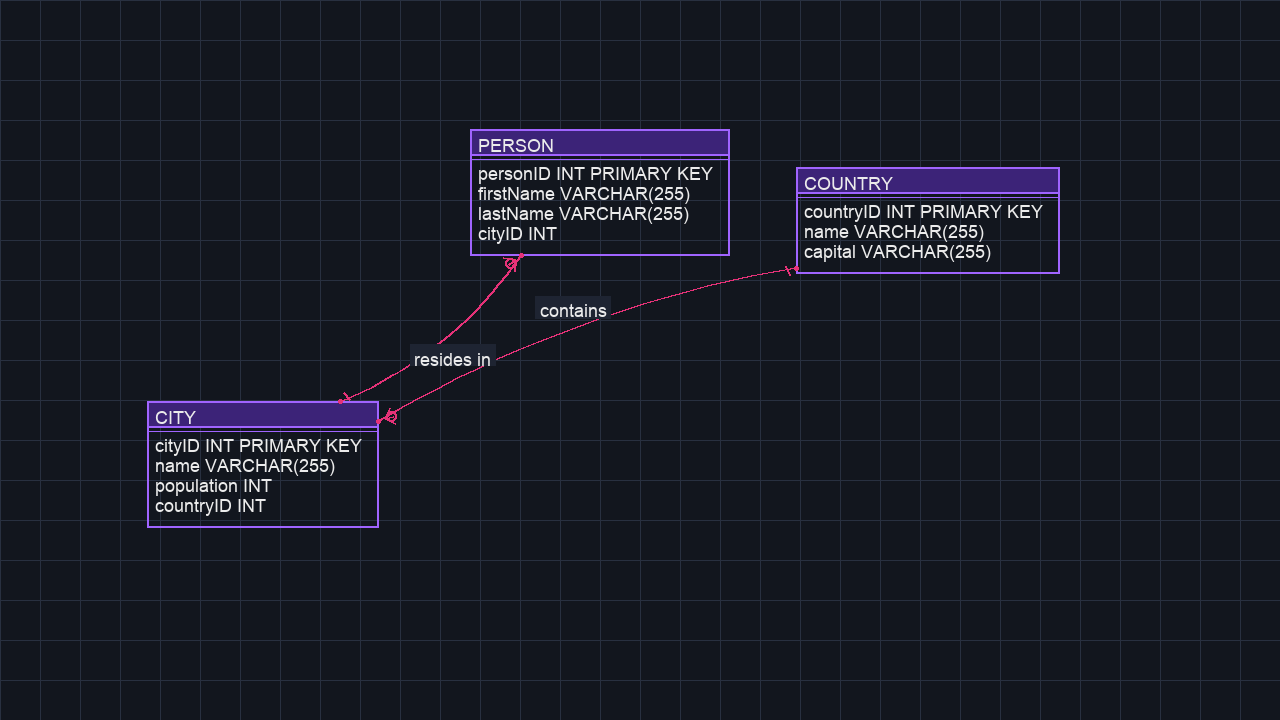 PERSON
personID INT PRIMARY KEY
firstName VARCHAR(255)
lastName VARCHAR(255)
cityID INT
COUNTRY
countryID INT PRIMARY KEY
name VARCHAR(255)
capital VARCHAR(255)
contains
resides in
CITY
cityID INT PRIMARY KEY
name VARCHAR(255)
population INT
countryID INT